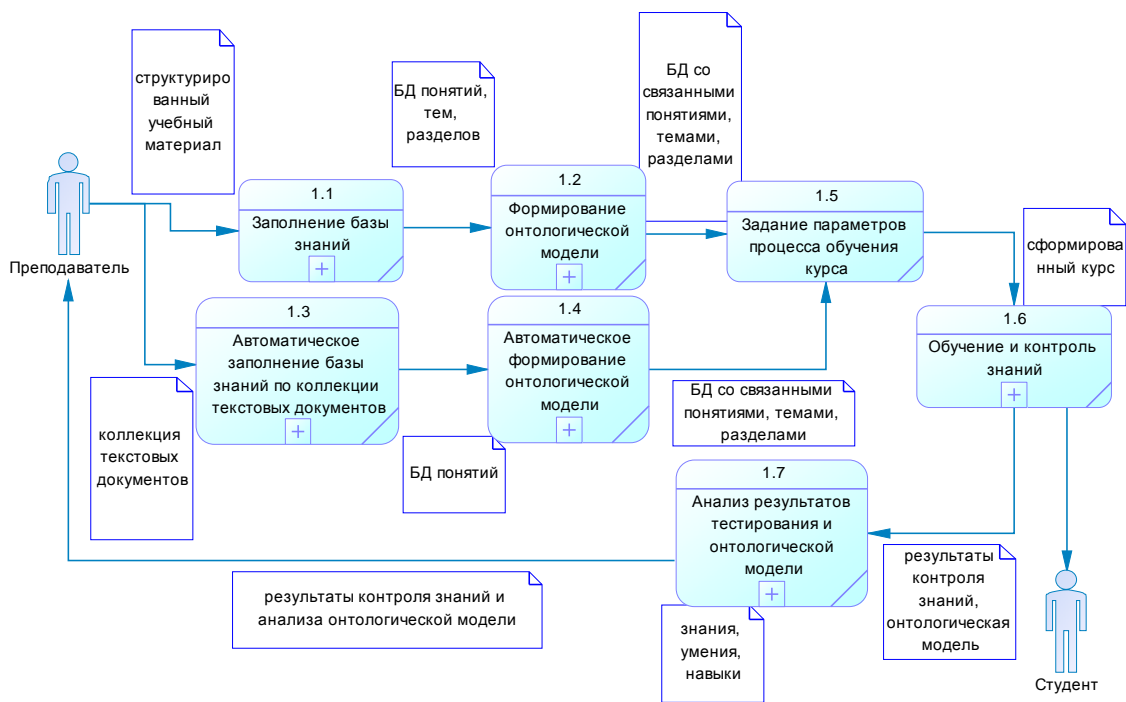 структуриро
ванный
учебный
материал
БД понятий,
тем,
разделов
БД со
связанными
понятиями,
темами,
разделами
Преподаватель
1.1
Заполнение базы
знаний
1.2
Формирование
онтологической
модели
1.5
Задание параметров
процесса обучения
курса
сформирова
нный курс
1.3
Автоматическое
заполнение базы
знаний по коллекции
текстовых документов
1.4
Автоматическое
формирование
онтологической
модели
1.6
Обучение и контроль
знаний
коллекция
текстовых
документов
БД понятий
БД со связанными
понятиями, темами,
разделами
1.7
Анализ результатов
тестирования и
онтологической
модели
результаты контроля знаний и
анализа онтологической модели
знания,
умения,
навыки
результаты
контроля
знаний,
онтологическая
модель
Студент